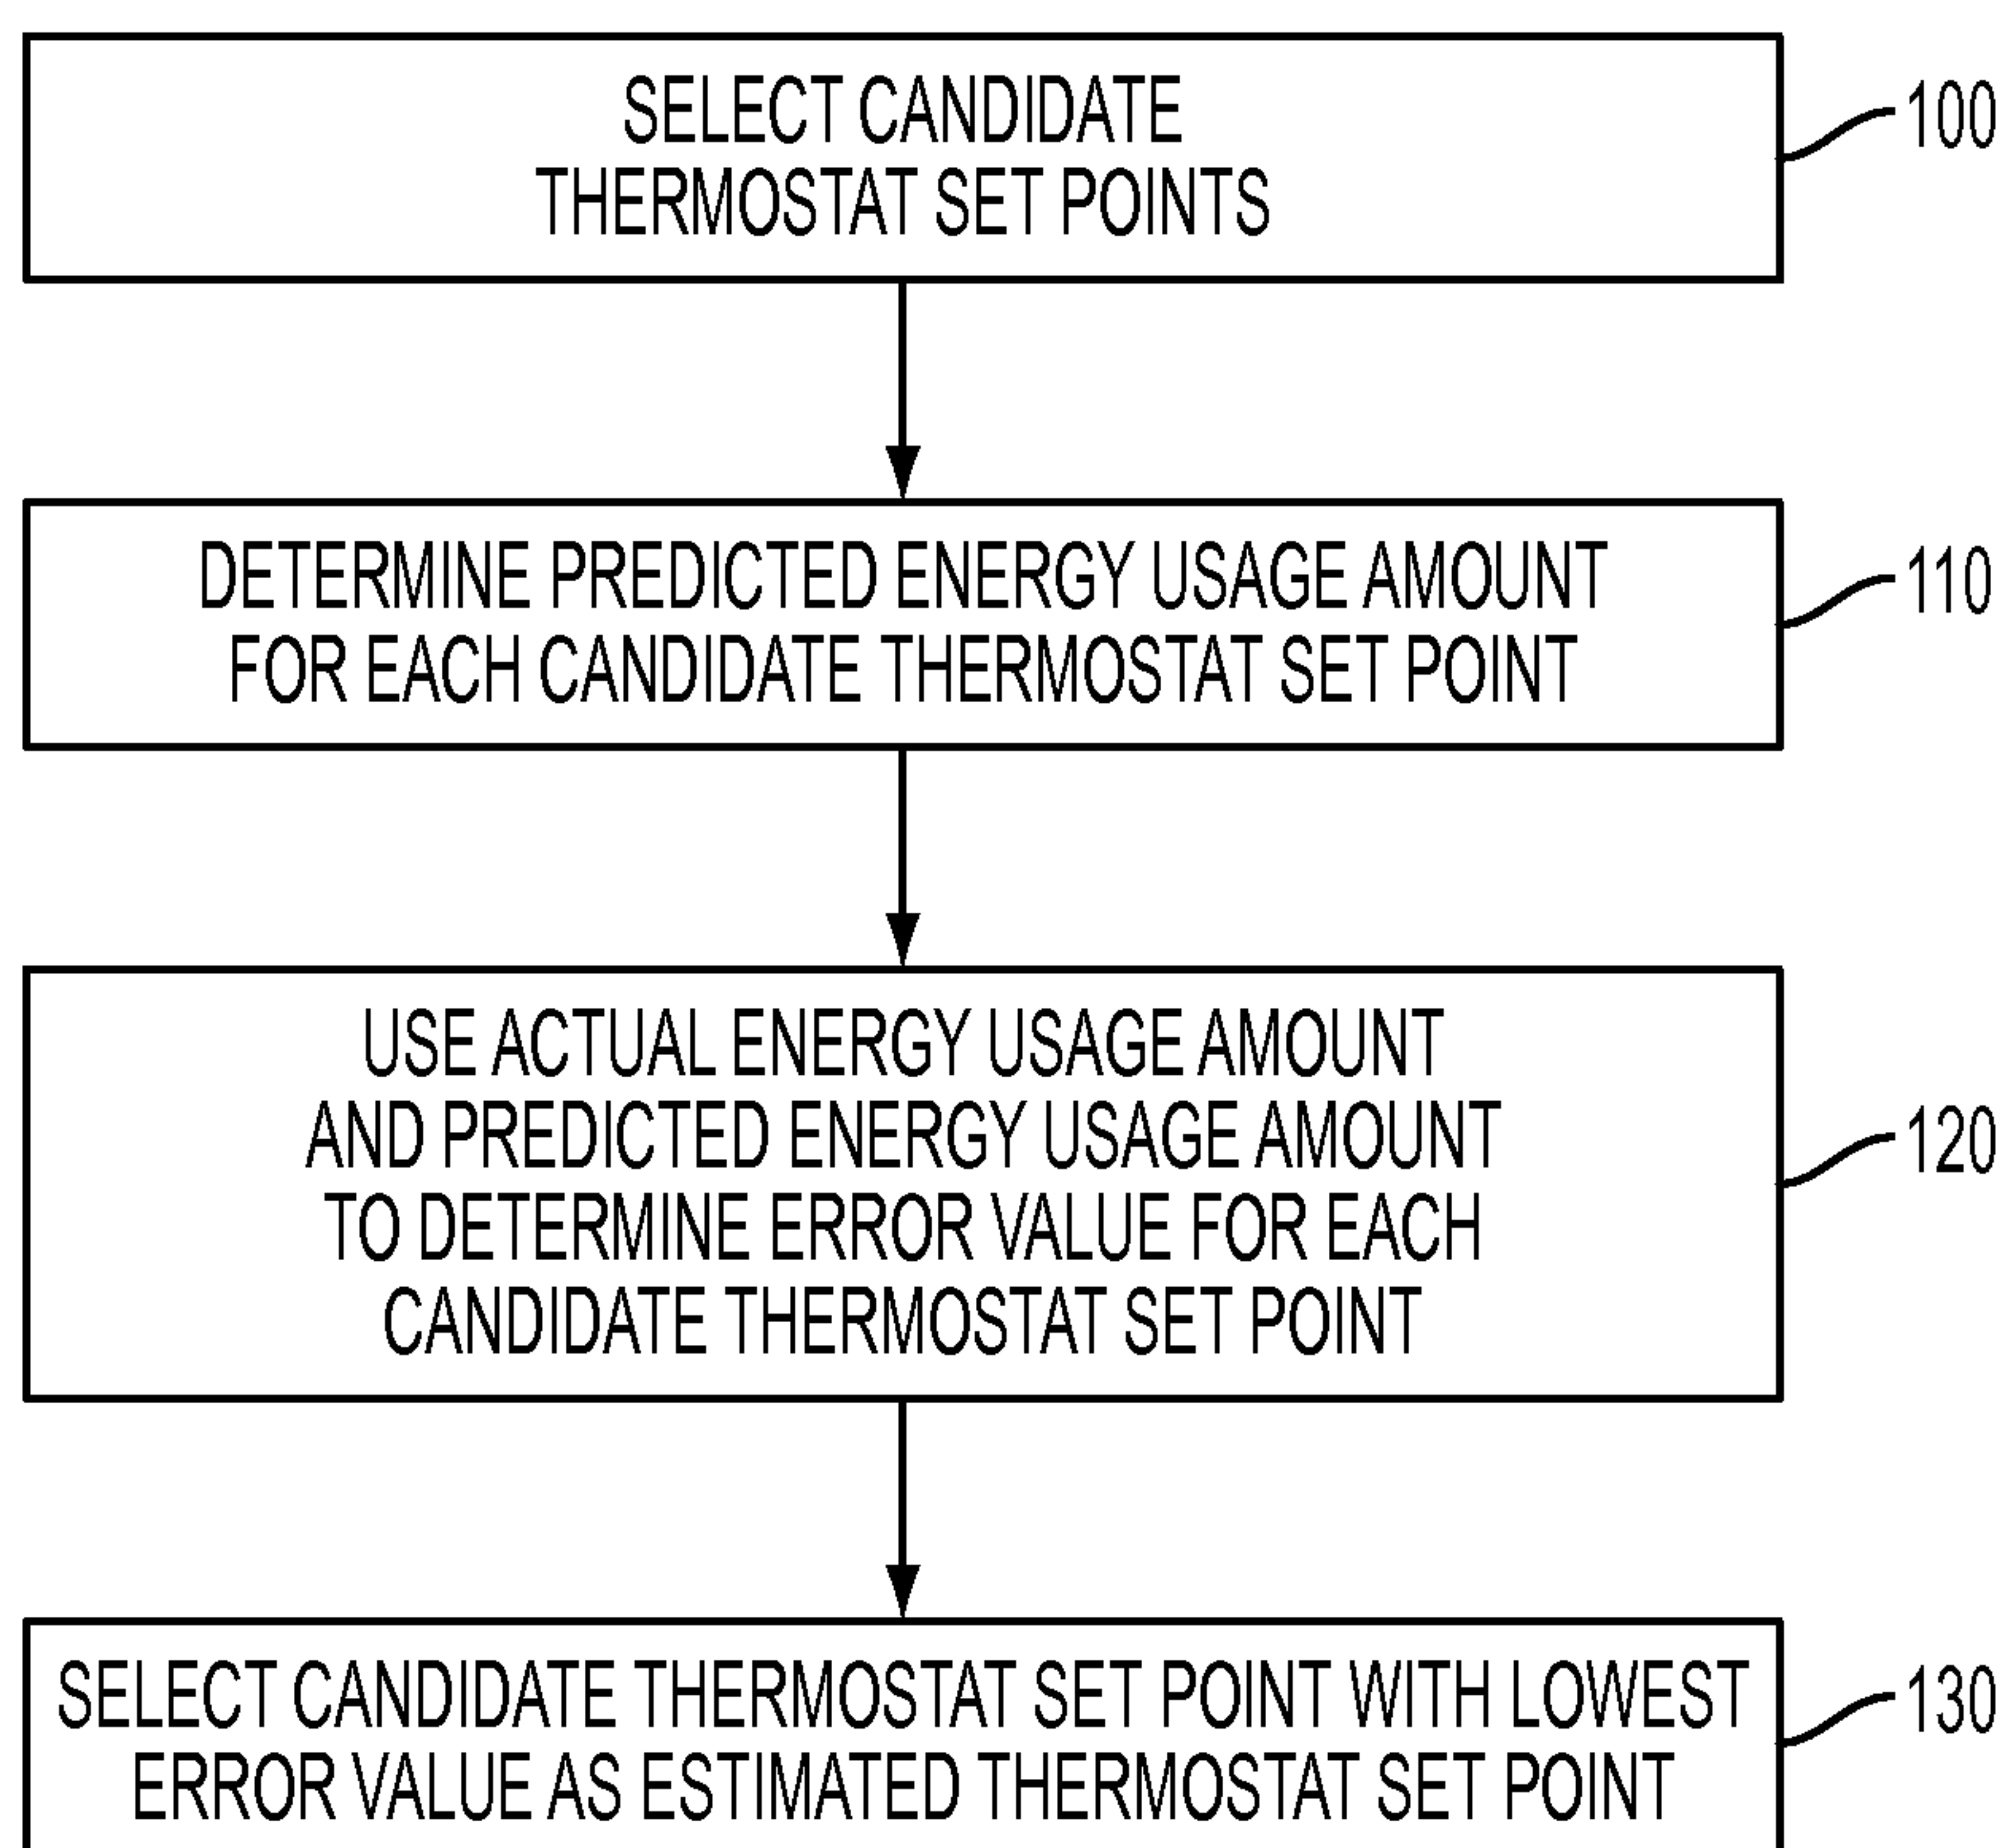 SELECT CANDIDATE
THERMOSTAT SET POINTS
100
DETERMINE PREDICTED ENERGY USAGE AMOUNT
FOR EACH CANDIDATE THERMOSTAT SET POINT
110
USE ACTUAL ENERGY USAGE AMOUNT
AND PREDICTED ENERGY USAGE AMOUNT
TO DETERMINE ERROR VALUE FOR EACH
CANDIDATE THERMOSTAT SET POINT
120
SELECT CANDIDATE THERMOSTAT SET POINT WITH LOWEST
ERROR VALUE AS ESTIMATED THERMOSTAT SET POINT
130